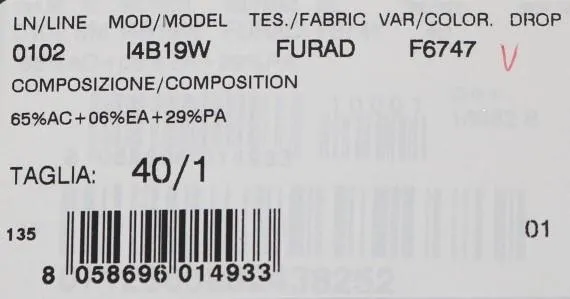 LN/LINE MOD/MODEL TES./FABRIC VAR/COLOR. DROP
0102 I4B19W FURAD F6747 V
COMPOSIZIONE/COMPOSITION
65%AC+06%EA+29%PA
TAGLIA: 40/1
135 01
8 058696 014933